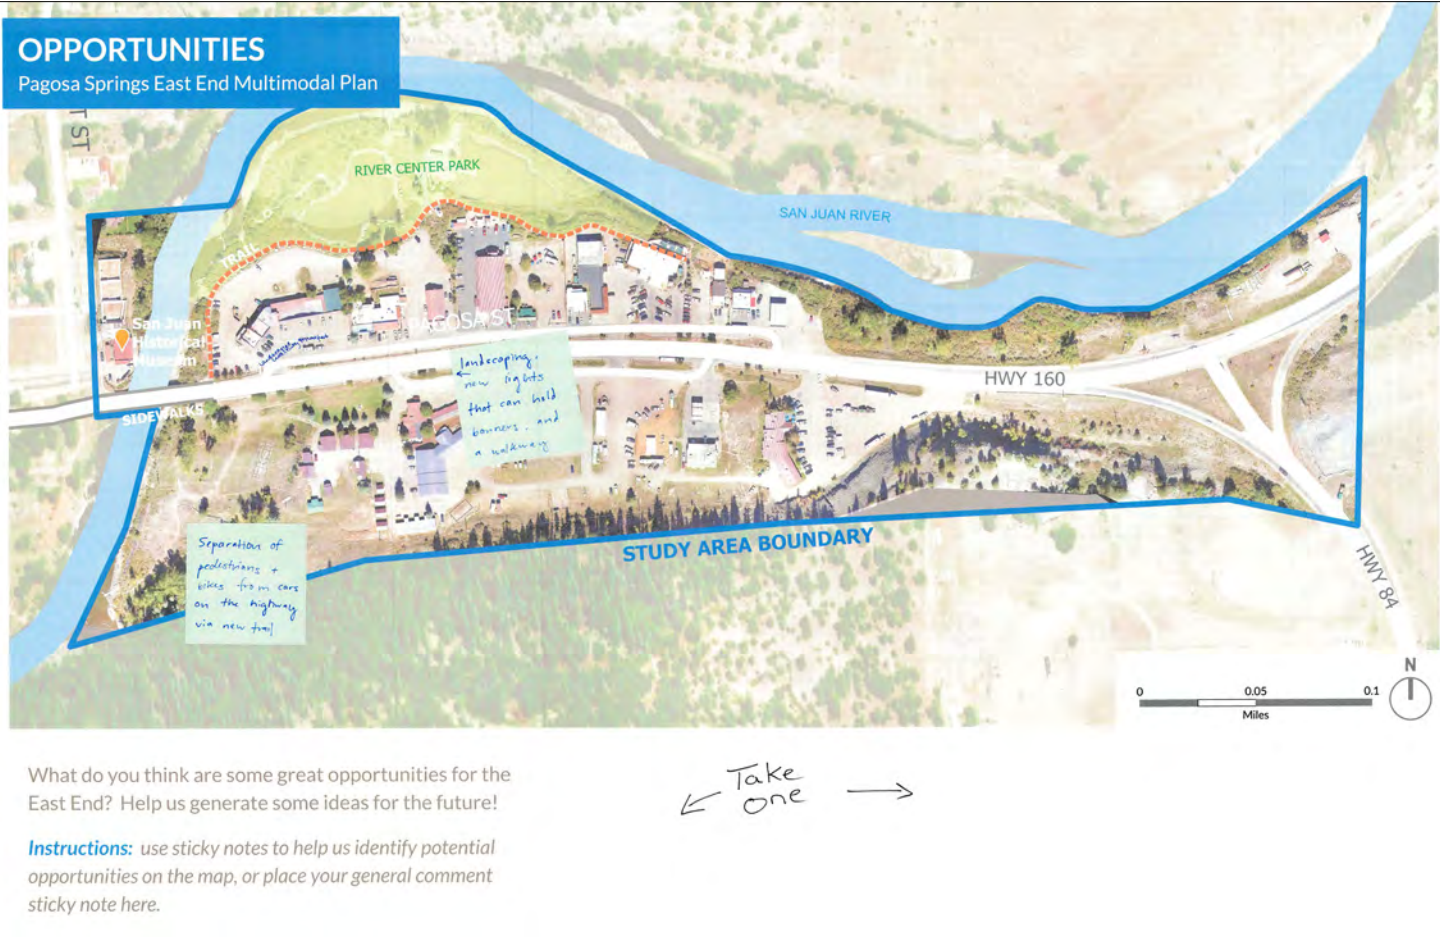 OPPORTUNITIES
Pagosa Springs East End Multimodal Plan
T ST
RIVER CENTER PARK
SAN JUAN RIVER
TRAIL
San Juan
Historical
Museum
PAGOSA ST
SIDEWALKS
landscaping,
new lights
that can hold
banners, and
a walkway
HWY 160
Separation of
pedestrians +
bikes from cars
on the highway
via new trail
STUDY AREA BOUNDARY
HWY 84
N
0 0.05 0.1
Miles
What do you think are some great opportunities for the
East End? Help us generate some ideas for the future!
Take
one
Instructions: use sticky notes to help us identify potential
opportunities on the map, or place your general comment
sticky note here.